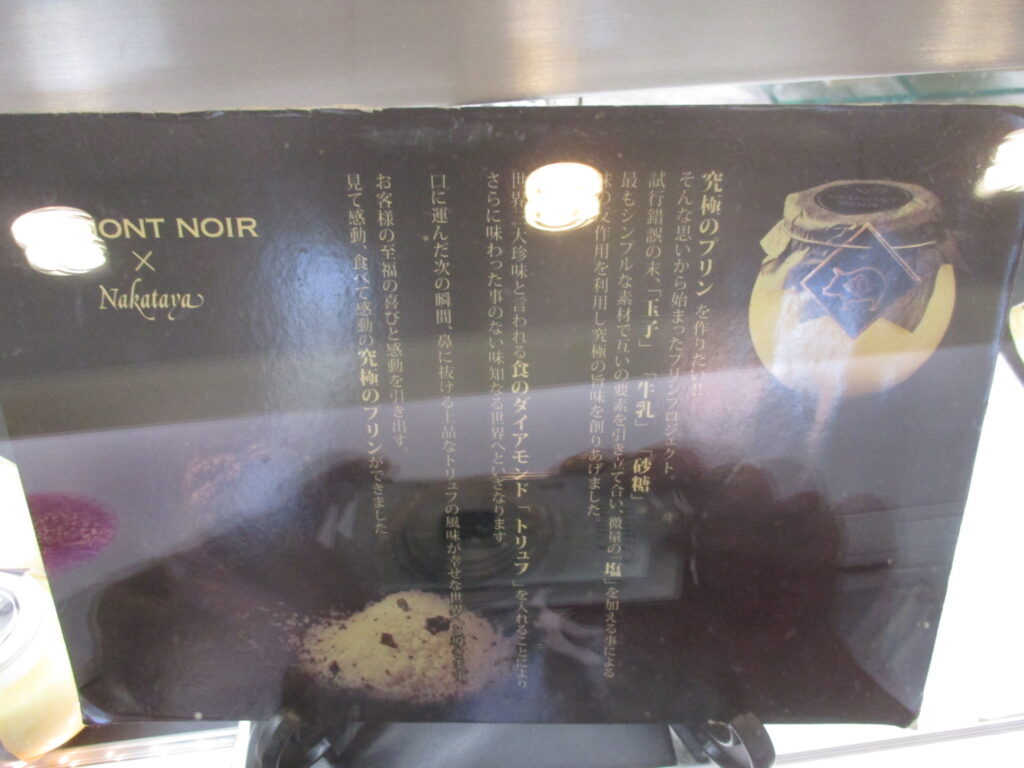 究極のプリンを作りたい!!
そんな思いから始まったプリンプロジェクト。
試行錯誤の末、「玉子」「牛乳」「砂糖」
最もシンプルな素材で互いの要素を引き立て合い、微量の「塩」を加える事による
味の反作用を利用し究極の旨味を創りあげました
世界三大珍味と言われる食のダイアモンド「トリュフ」を入れることにより
さらに味わった事のない味知なる世界へといざなります
口に運んだ次の瞬間、鼻に抜ける上品なトリュフの風味が幸せな世界へと
お客様の至福の喜びと感動を引き出す。
見て感動、食べて感動の究極のプリンができました
ONT NOIR
×
Nakataya